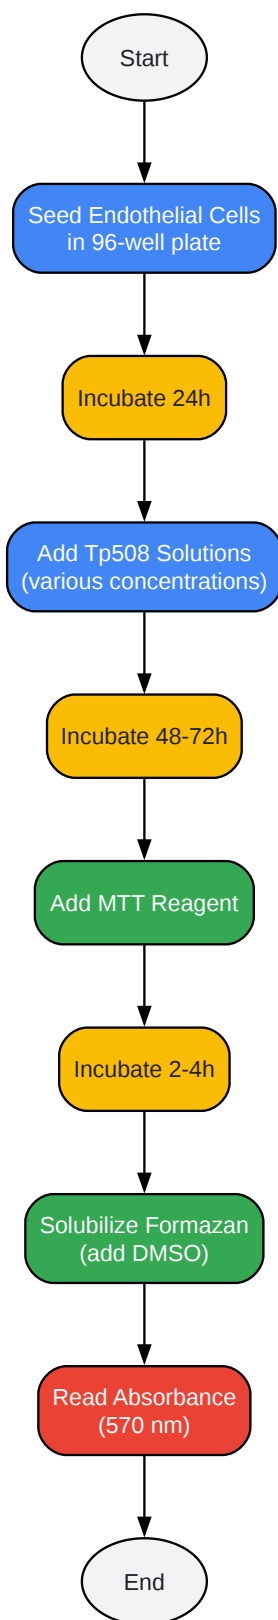 Start
Seed Endothelial Cells
in 96-well plate
Incubate 24h
Add Tp508 Solutions
(various concentrations)
Incubate 48-72h
Add MTT Reagent
Incubate 2-4h
Solubilize Formazan
(add DMSO)
Read Absorbance
(570 nm)
End